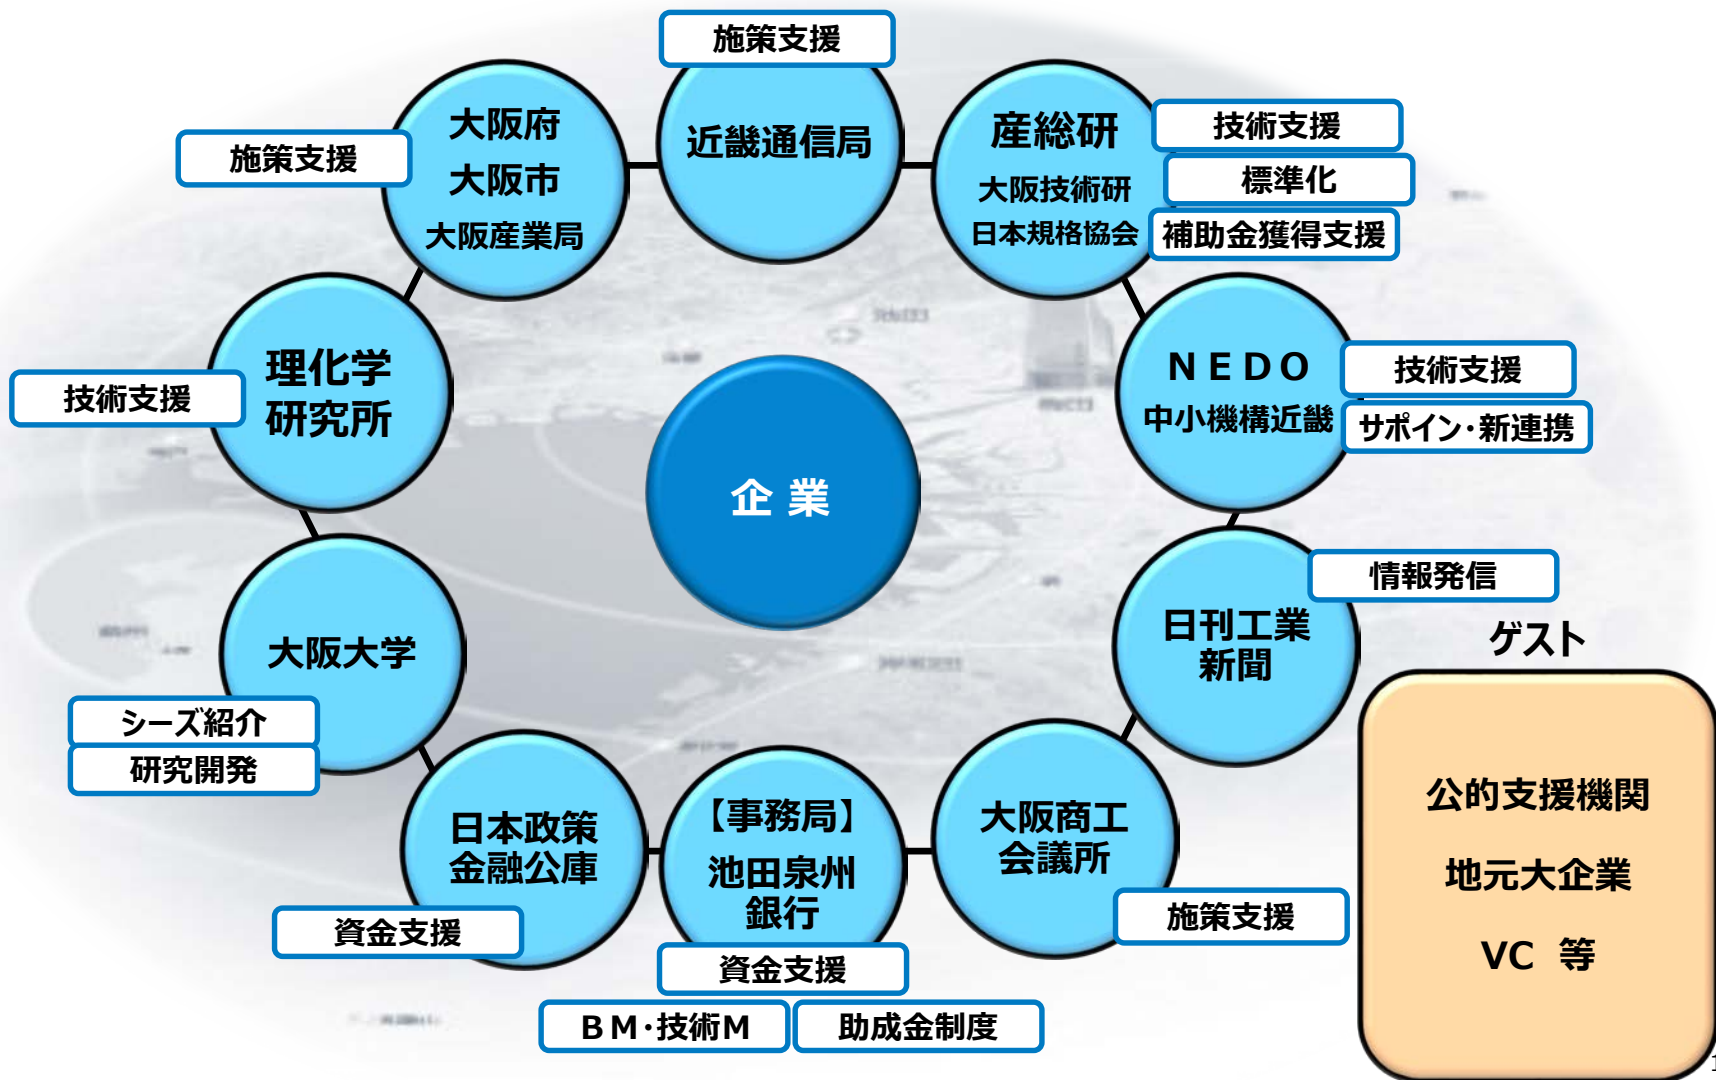 施策支援
近畿通信局
大阪府
大阪市
大阪産業局
施策支援
産総研
大阪技術研
日本規格協会
技術支援
標準化
補助金獲得支援
理化学
研究所
技術支援
NEDO
中小機構近畿
技術支援
サポイン・新連携
企業
大阪大学
シーズ紹介
研究開発
日刊工業
新聞
情報発信
ゲスト
公的支援機関
地元大企業
VC 等
日本政策
金融公庫
資金支援
【事務局】
池田泉州
銀行
資金支援
BM・技術M
助成金制度
大阪商工
会議所
施策支援